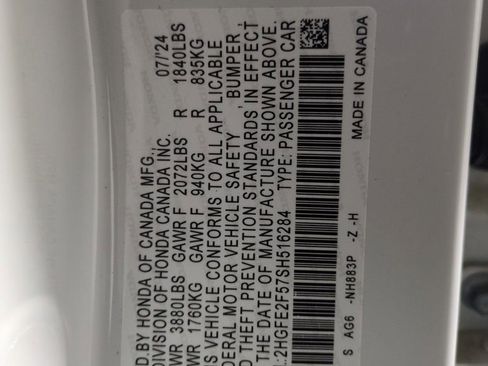 D.BY HONDA OF CANADA MFG., 07/'24
DIVISION OF HONDA CANADA INC.
WR 3880LBS GAWR F 2072LBS R 1840LBS
WR 1760KG GAWR F 940KG R 835KG
S VEHICLE CONFORMS TO ALL APPLICABLE
DERAL MOTOR VEHICLE SAFETY, BUMPER,
D THEFT PREVENTION STANDARDS IN EFFECT
E DATE OF MANUFACTURE SHOWN ABOVE.
.:2HGFE2F57SH516284 TYPE: PASSENGER CAR
MADE IN CANADA
S AG6 -NH883P -Z -H